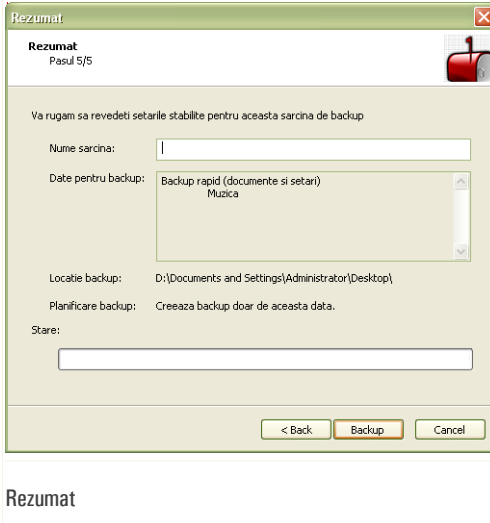 Rezumat
Rezumat
Pasul 5/5
Va rugam sa revedeti setarile stabilite pentru aceasta sarcina de backup
Nume sarcina:
Date pentru backup: Backup rapid (documente si setari)
Muzica
Locatie backup: D:\Documents and Settings\Administrator\Desktop\
Planificare backup: Creeaza backup doar de aceasta data.
Stare:
< Back Backup Cancel
Rezumat